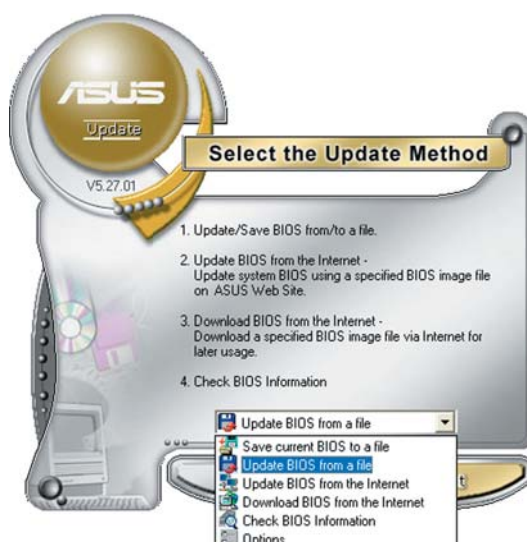 ASUS
Update
V5.27.01
Select the Update Method
1. Update/Save BIOS from/to a file.
2. Update BIOS from the Internet -
Update system BIOS using a specified BIOS image file
on ASUS Web Site.
3. Download BIOS from the Internet -
Download a specified BIOS image file via Internet for
later usage.
4. Check BIOS Information
Update BIOS from a file
Save current BIOS to a file
Update BIOS from a file
Update BIOS from the Internet
Download BIOS from the Internet
Check BIOS Information
Options